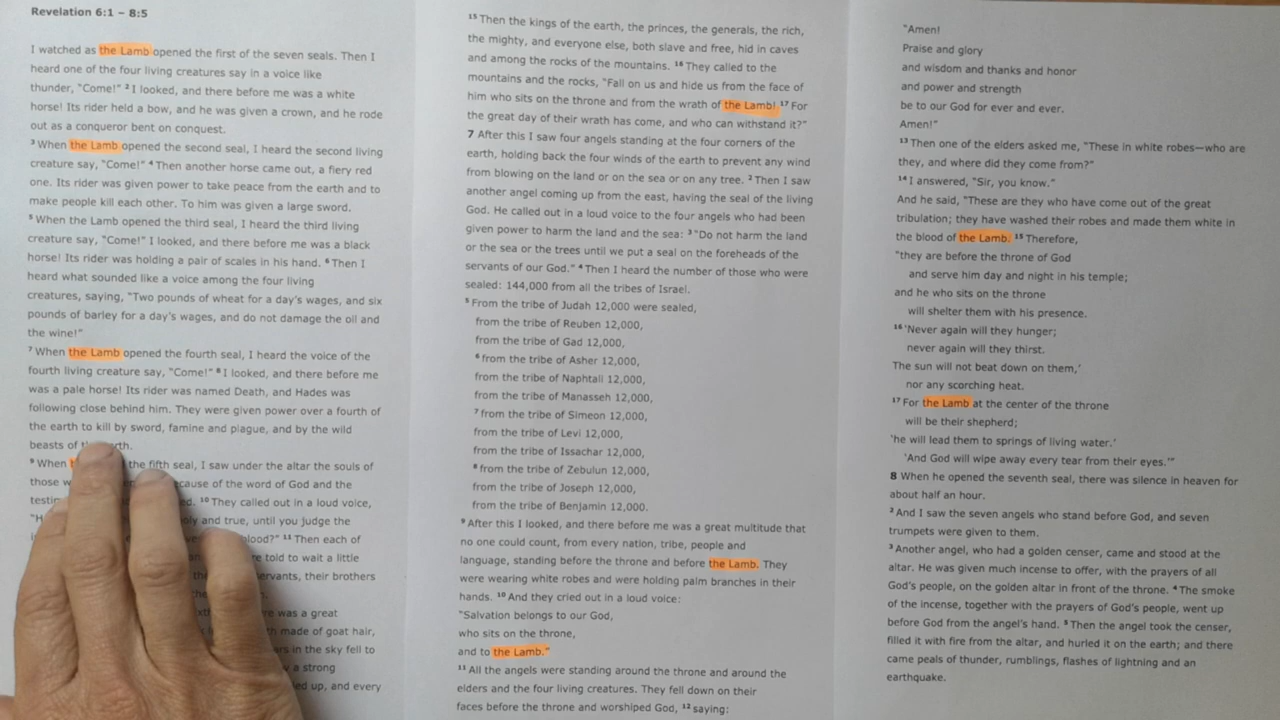 Revelation 6:1 – 8:5
I watched as the Lamb opened the first of the seven seals. Then I
heard one of the four living creatures say in a voice like
thunder, "Come!" ² I looked, and there before me was a white
horse! Its rider held a bow, and he was given a crown, and he rode
out as a conqueror bent on conquest.
³ When the Lamb opened the second seal, I heard the second living
creature say, "Come!" ⁴ Then another horse came out, a fiery red
one. Its rider was given power to take peace from the earth and to
make people kill each other. To him was given a large sword.
⁵ When the Lamb opened the third seal, I heard the third living
creature say, "Come!" I looked, and there before me was a black
horse! Its rider was holding a pair of scales in his hand. ⁶ Then I
heard what sounded like a voice among the four living
creatures, saying, "Two pounds of wheat for a day's wages, and six
pounds of barley for a day's wages, and do not damage the oil and
the wine!"
⁷ When the Lamb opened the fourth seal, I heard the voice of the
fourth living creature say, "Come!" ⁸ I looked, and there before me
was a pale horse! Its rider was named Death, and Hades was
following close behind him. They were given power over a fourth of
the earth to kill by sword, famine and plague, and by the wild
beasts of
⁹ When the fifth seal, I saw under the altar the souls of
those because of the word of God and the
¹⁰ They called out in a loud voice,
and true, until you judge the
blood?" ¹¹ Then each of
were told to wait a little
servants, their brothers
was a great
made of goat hair,
in the sky fell to
a strong
up, and every
¹⁵ Then the kings of the earth, the princes, the generals, the rich,
the mighty, and everyone else, both slave and free, hid in caves
and among the rocks of the mountains. ¹⁶ They called to the
mountains and the rocks, "Fall on us and hide us from the face of
him who sits on the throne and from the wrath of the Lamb! ¹⁷ For
the great day of their wrath has come, and who can withstand it?"
7 After this I saw four angels standing at the four corners of the
earth, holding back the four winds of the earth to prevent any wind
from blowing on the land or on the sea or on any tree. ² Then I saw
another angel coming up from the east, having the seal of the living
God. He called out in a loud voice to the four angels who had been
given power to harm the land and the sea: ³ "Do not harm the land
or the sea or the trees until we put a seal on the foreheads of the
servants of our God." ⁴ Then I heard the number of those who were
sealed: 144,000 from all the tribes of Israel.
⁵ From the tribe of Judah 12,000 were sealed,
from the tribe of Reuben 12,000,
from the tribe of Gad 12,000,
⁶ from the tribe of Asher 12,000,
from the tribe of Naphtali 12,000,
from the tribe of Manasseh 12,000,
⁷ from the tribe of Simeon 12,000,
from the tribe of Levi 12,000,
from the tribe of Issachar 12,000,
⁸ from the tribe of Zebulun 12,000,
from the tribe of Joseph 12,000,
from the tribe of Benjamin 12,000.
⁹ After this I looked, and there before me was a great multitude that
no one could count, from every nation, tribe, people and
language, standing before the throne and before the Lamb. They
were wearing white robes and were holding palm branches in their
hands. ¹⁰ And they cried out in a loud voice:
"Salvation belongs to our God,
who sits on the throne,
and to the Lamb."
¹¹ All the angels were standing around the throne and around the
elders and the four living creatures. They fell down on their
faces before the throne and worshiped God, ¹² saying:
"Amen!
Praise and glory
and wisdom and thanks and honor
and power and strength
be to our God for ever and ever.
Amen!"
¹³ Then one of the elders asked me, "These in white robes—who are
they, and where did they come from?"
¹⁴ I answered, "Sir, you know."
And he said, "These are they who have come out of the great
tribulation; they have washed their robes and made them white in
the blood of the Lamb. ¹⁵ Therefore,
"they are before the throne of God
and serve him day and night in his temple;
and he who sits on the throne
will shelter them with his presence.
¹⁶ 'Never again will they hunger;
never again will they thirst.
The sun will not beat down on them,'
nor any scorching heat.
¹⁷ For the Lamb at the center of the throne
will be their shepherd;
'he will lead them to springs of living water.'
'And God will wipe away every tear from their eyes.'"
8 When he opened the seventh seal, there was silence in heaven for
about half an hour.
² And I saw the seven angels who stand before God, and seven
trumpets were given to them.
³ Another angel, who had a golden censer, came and stood at the
altar. He was given much incense to offer, with the prayers of all
God's people, on the golden altar in front of the throne. ⁴ The smoke
of the incense, together with the prayers of God's people, went up
before God from the angel's hand. ⁵ Then the angel took the censer,
filled it with fire from the altar, and hurled it on the earth; and there
came peals of thunder, rumblings, flashes of lightning and an
earthquake.